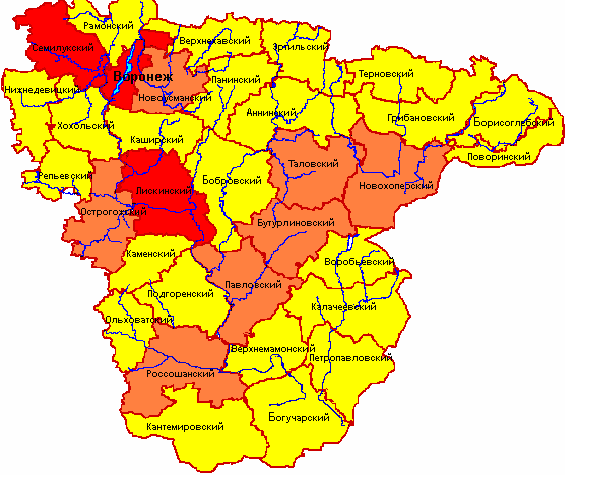 Рамонский
Верхнехавский
Эртильский
Семилукский
Воронеж
Терновский
Панинский
Нижнедевицкий
Новоусманский
Аннинский
Грибановский
Борисоглебский
Хохольский
Каширский
Поворинский
Таловский
Репьевский
Бобровский
Новохоперский
Лискинский
Острогожский
Бутурлиновский
Каменский
Воробьевский
Павловский
Подгоренский
Калачеевский
Ольховатский
Верхнемамонский
Петропавловский
Россошанский
Богучарский
Кантемировский